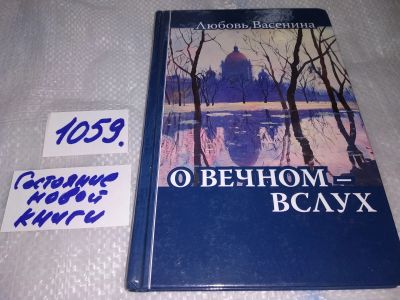 Любовь Васенина
О ВЕЧНОМ –
ВСЛУХ
1059.
Состояние
новой
книги